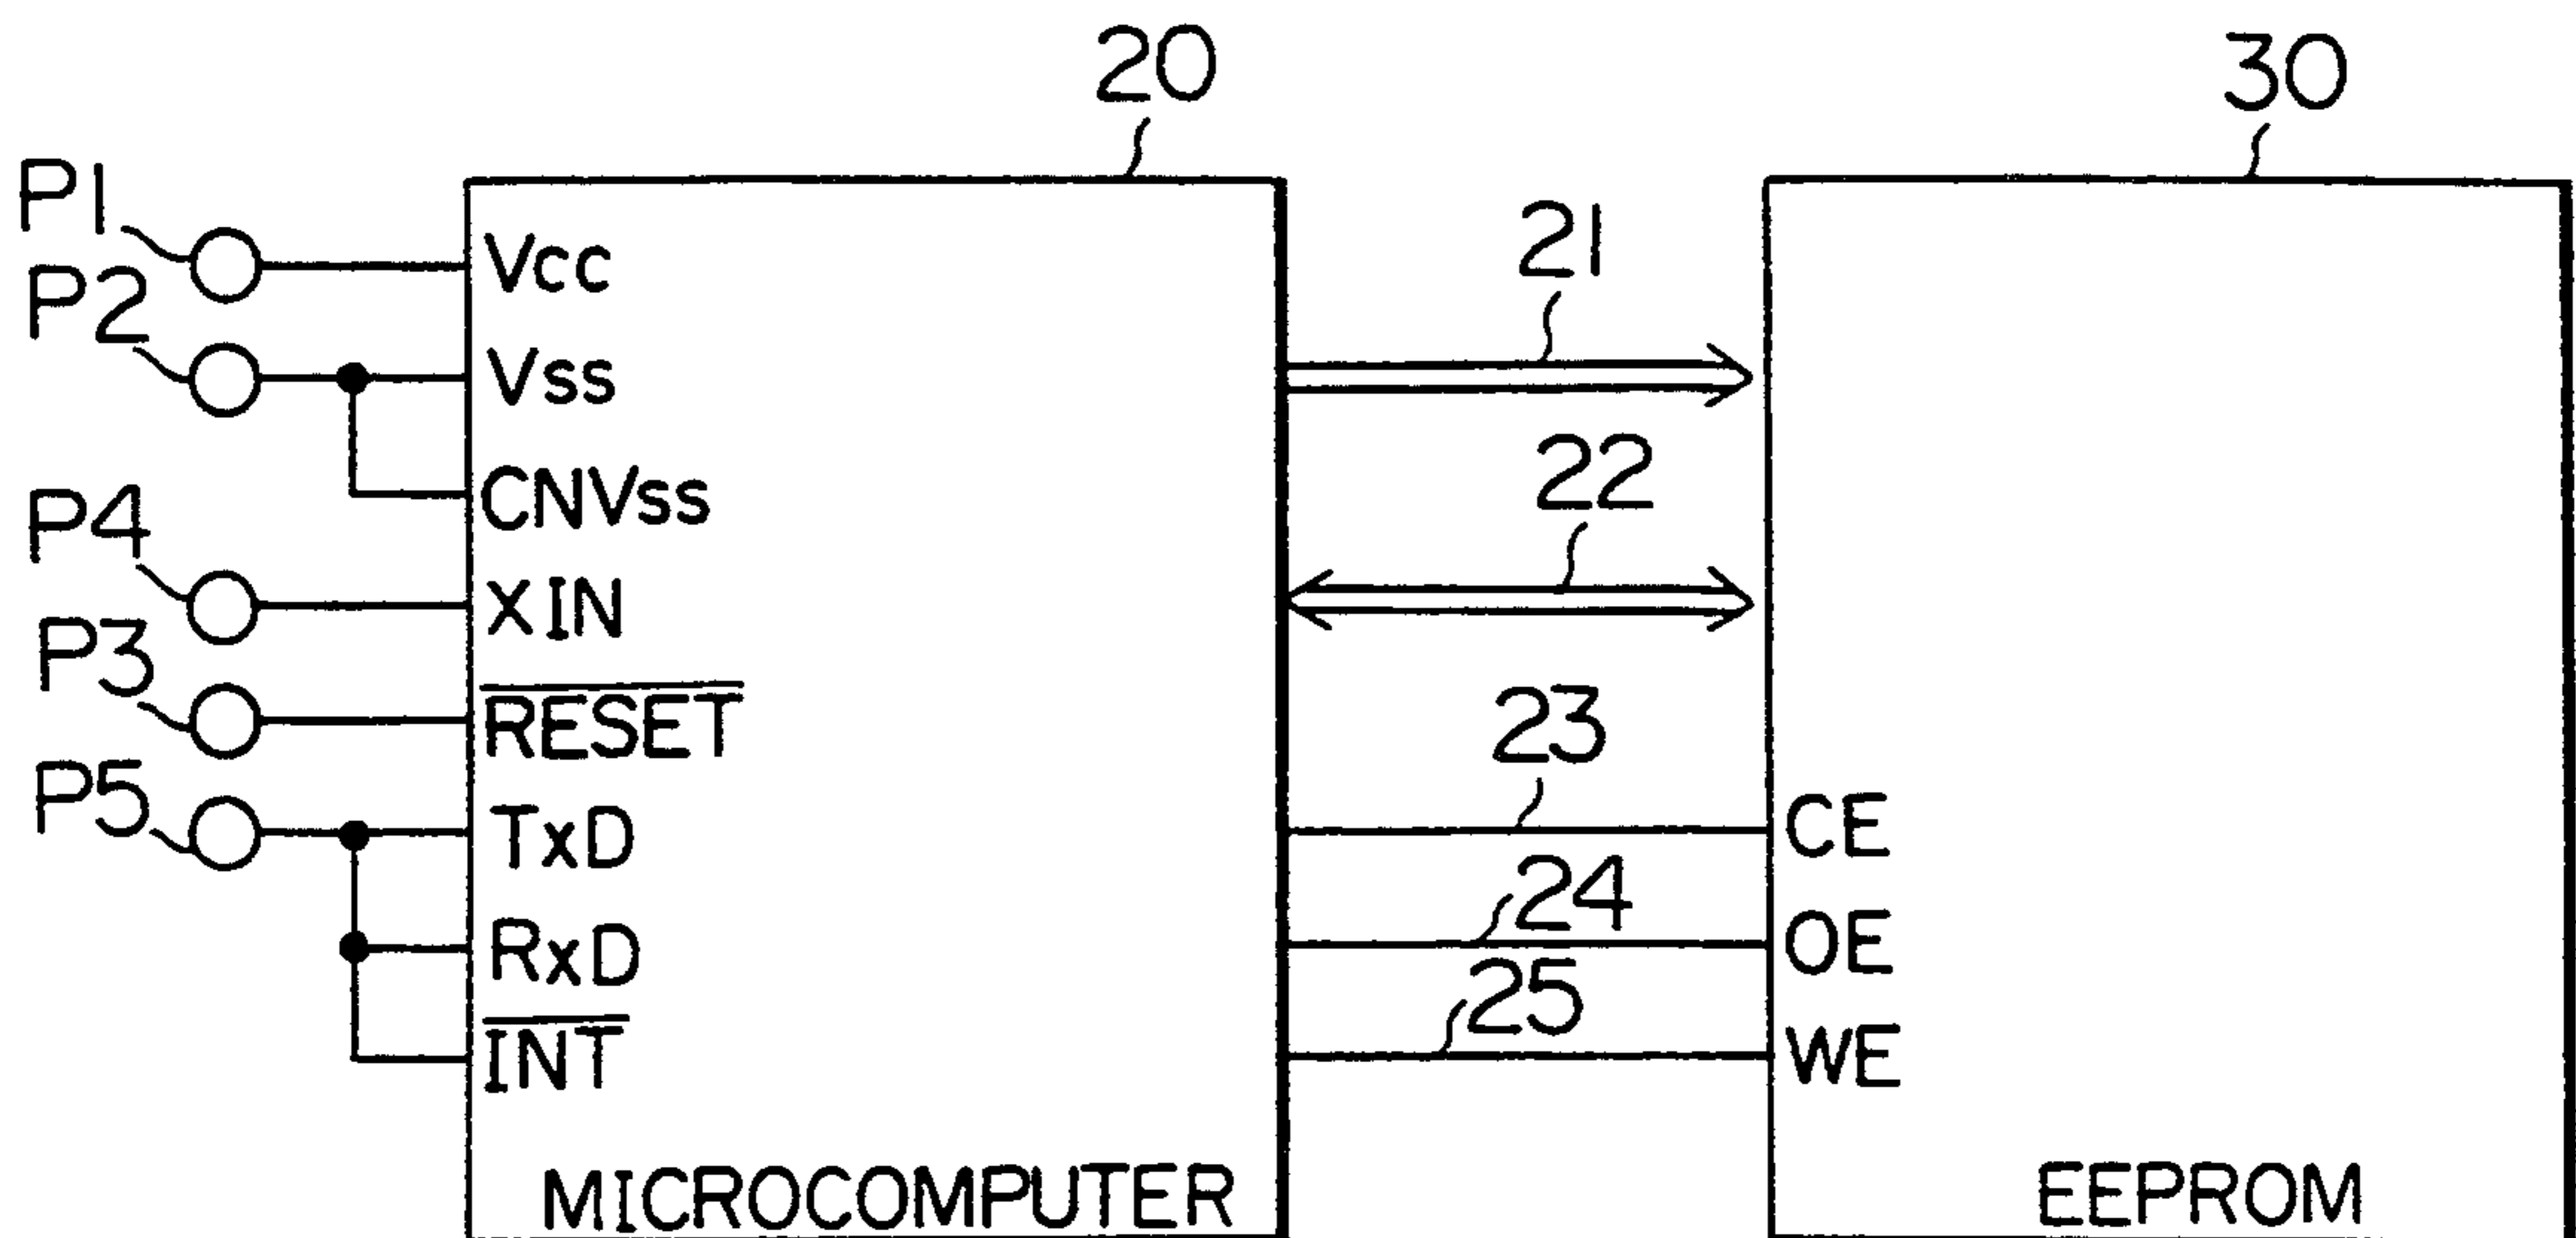 20
30
P1
Vcc
21
P2
Vss
CNVss
22
P4
XIN
P3
RESET
23
P5
TxD
CE
24
RxD
OE
25
INT
WE
MICROCOMPUTER
EEPROM